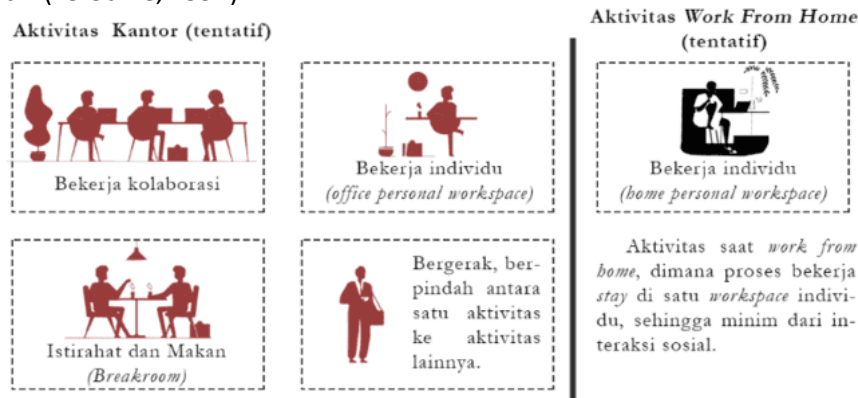 Aktivitas Kantor (tentatif)
Bekerja kolaborasi
Bekerja individu
(office personal workspace)
Istirahat dan Makan
(Breakroom)
Bergerak, ber-
pindah antara
satu aktivitas
ke aktivitas
lainnya.
Aktivitas Work From Home
(tentatif)
Bekerja individu
(home personal workspace)
Aktivitas saat work from
home, dimana proses bekerja
stay di satu workspace indivi-
du, sehingga minim dari in-
teraksi sosial.